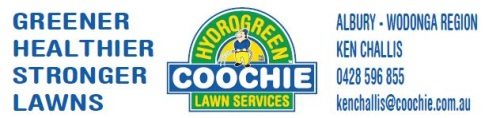 GREENER
HEALTHIER
STRONGER
LAWNS
HYDROGREEN
COOCHIE
LAWN SERVICES
ALBURY - WODONGA REGION
KEN CHALLIS
0428 596 855
kenchallis@coochie.com.au